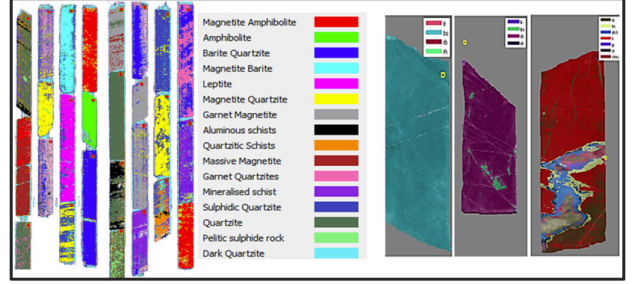 Magnetite Amphibolite
Amphibolite
Barite Quartzite
Magnetite Barite
Leptite
Magnetite Quartzite
Garnet Magnetite
Aluminous schists
Quartzitic Schists
Massive Magnetite
Garnet Quartzites
Mineralised schist
Sulphidic Quartzite
Quartzite
Pelitic sulphide rock
Dark Quartzite